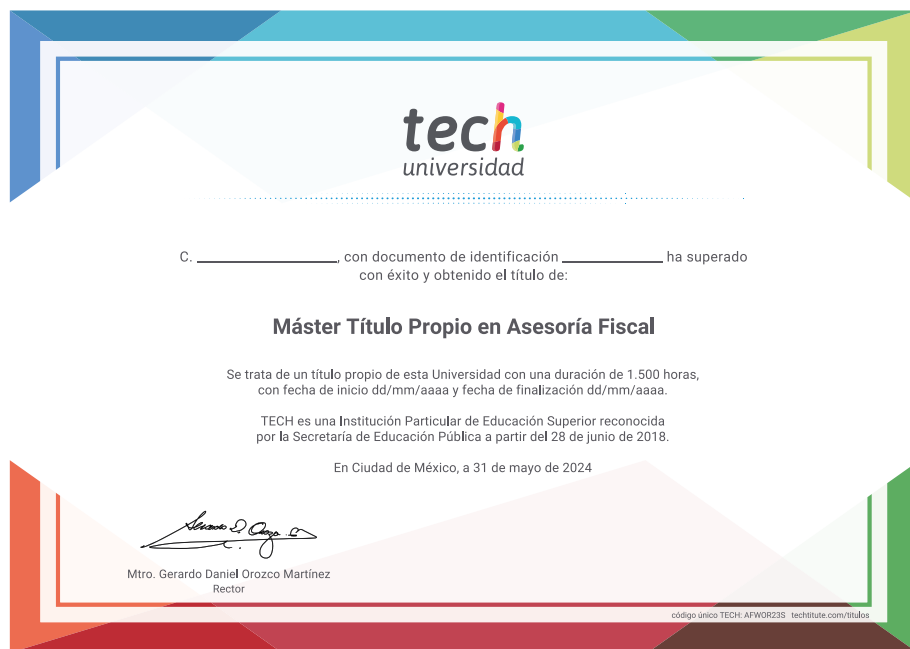 tech
universidad
C. ____________, con documento de identificación ____________ ha superado
con éxito y obtenido el título de:
Máster Título Propio en Asesoría Fiscal
Se trata de un título propio de esta Universidad con una duración de 1.500 horas,
con fecha de inicio dd/mm/aaaa y fecha de finalización dd/mm/aaaa.
TECH es una Institución Particular de Educación Superior reconocida
por la Secretaría de Educación Pública a partir del 28 de junio de 2018.
En Ciudad de México, a 31 de mayo de 2024
Mtro. Gerardo Daniel Orozco Martínez
Rector
código único TECH: AFWOR23S techtitute.com/titulos